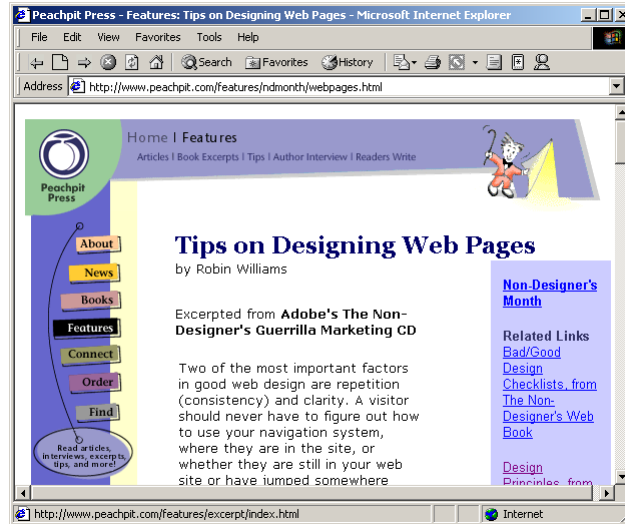 Peachpit Press - Features: Tips on Designing Web Pages - Microsoft Internet Explorer
File Edit View Favorites Tools Help
Search Favorites History
Address http://www.peachpit.com/features/ndmonth/webpages.html
Home | Features
Articles | Book Excerpts | Tips | Author Interview | Readers Write
Peachpit
Press
About
News
Books
Features
Connect
Order
Find
Read articles,
interviews, excerpts,
tips, and more!
Tips on Designing Web Pages
by Robin Williams
Excerpted from Adobe's The Non-
Designer's Guerrilla Marketing CD
Two of the most important factors
in good web design are repetition
(consistency) and clarity. A visitor
should never have to figure out how
to use your navigation system,
where they are in the site, or
whether they are still in your web
site or have jumped somewhere
Non-Designer's
Month
Related Links
Bad/Good
Design
Checklists, from
The Non-
Designer's Web
Book
Design
Principles, from
http://www.peachpit.com/features/excerpt/index.html
Internet